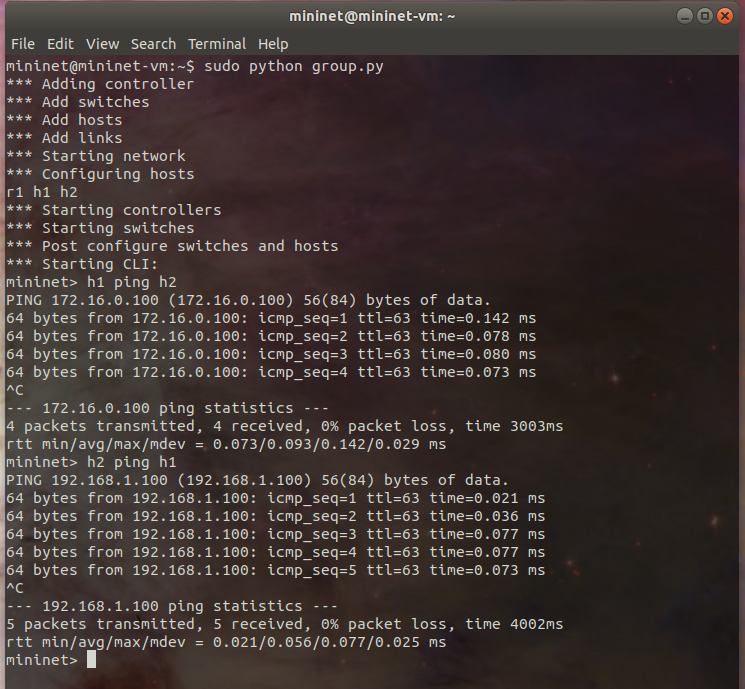 mininet@mininet-vm: ~
File Edit View Search Terminal Help
mininet@mininet-vm:~$ sudo python group.py
*** Adding controller
*** Add switches
*** Add hosts
*** Add links
*** Starting network
*** Configuring hosts
r1 h1 h2
*** Starting controllers
*** Starting switches
*** Post configure switches and hosts
*** Starting CLI:
mininet> h1 ping h2
PING 172.16.0.100 (172.16.0.100) 56(84) bytes of data.
64 bytes from 172.16.0.100: icmp_seq=1 ttl=63 time=0.142 ms
64 bytes from 172.16.0.100: icmp_seq=2 ttl=63 time=0.078 ms
64 bytes from 172.16.0.100: icmp_seq=3 ttl=63 time=0.080 ms
64 bytes from 172.16.0.100: icmp_seq=4 ttl=63 time=0.073 ms
^C
--- 172.16.0.100 ping statistics ---
4 packets transmitted, 4 received, 0% packet loss, time 3003ms
rtt min/avg/max/mdev = 0.073/0.093/0.142/0.029 ms
mininet> h2 ping h1
PING 192.168.1.100 (192.168.1.100) 56(84) bytes of data.
64 bytes from 192.168.1.100: icmp_seq=1 ttl=63 time=0.021 ms
64 bytes from 192.168.1.100: icmp_seq=2 ttl=63 time=0.036 ms
64 bytes from 192.168.1.100: icmp_seq=3 ttl=63 time=0.077 ms
64 bytes from 192.168.1.100: icmp_seq=4 ttl=63 time=0.077 ms
64 bytes from 192.168.1.100: icmp_seq=5 ttl=63 time=0.073 ms
^C
--- 192.168.1.100 ping statistics ---
5 packets transmitted, 5 received, 0% packet loss, time 4002ms
rtt min/avg/max/mdev = 0.021/0.056/0.077/0.025 ms
mininet>